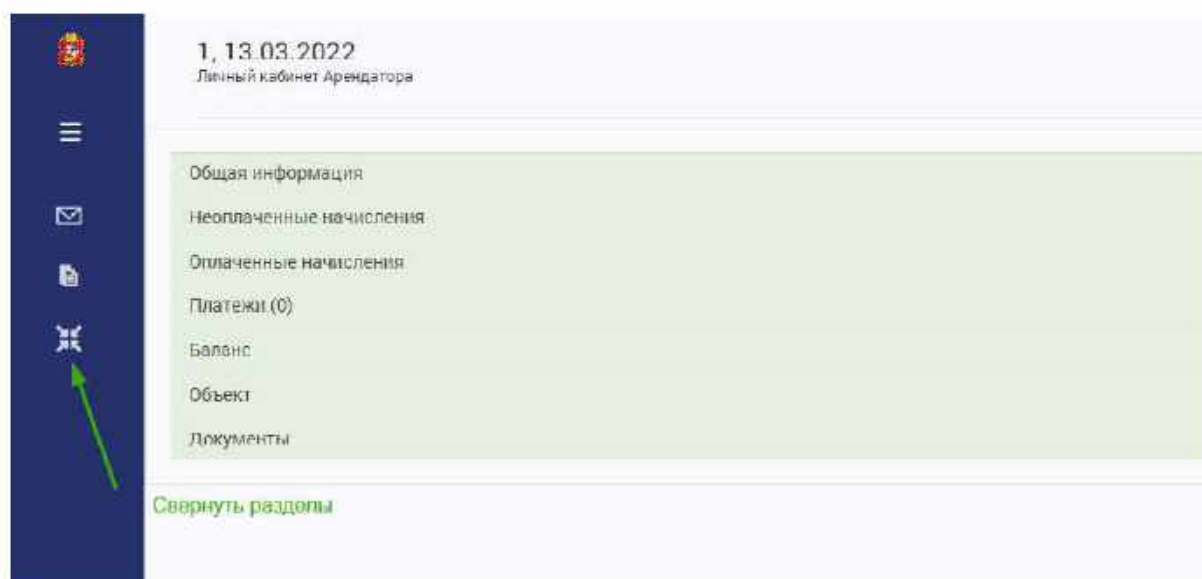 1, 13.03.2022
Личный кабинет Арендатора
Общая информация
Неоплаченные начисления
Оплаченные начисления
Платежи (0)
Баланс
Объект
Документы
Свернуть разделы